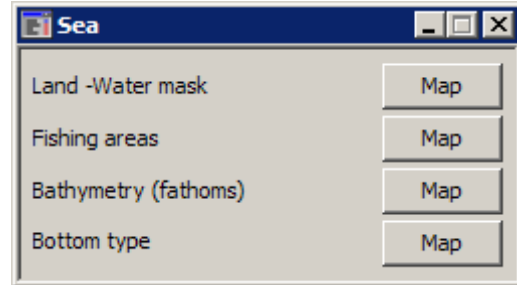 Sea
Land -Water mask Map
Fishing areas Map
Bathymetry (fathoms) Map
Bottom type Map